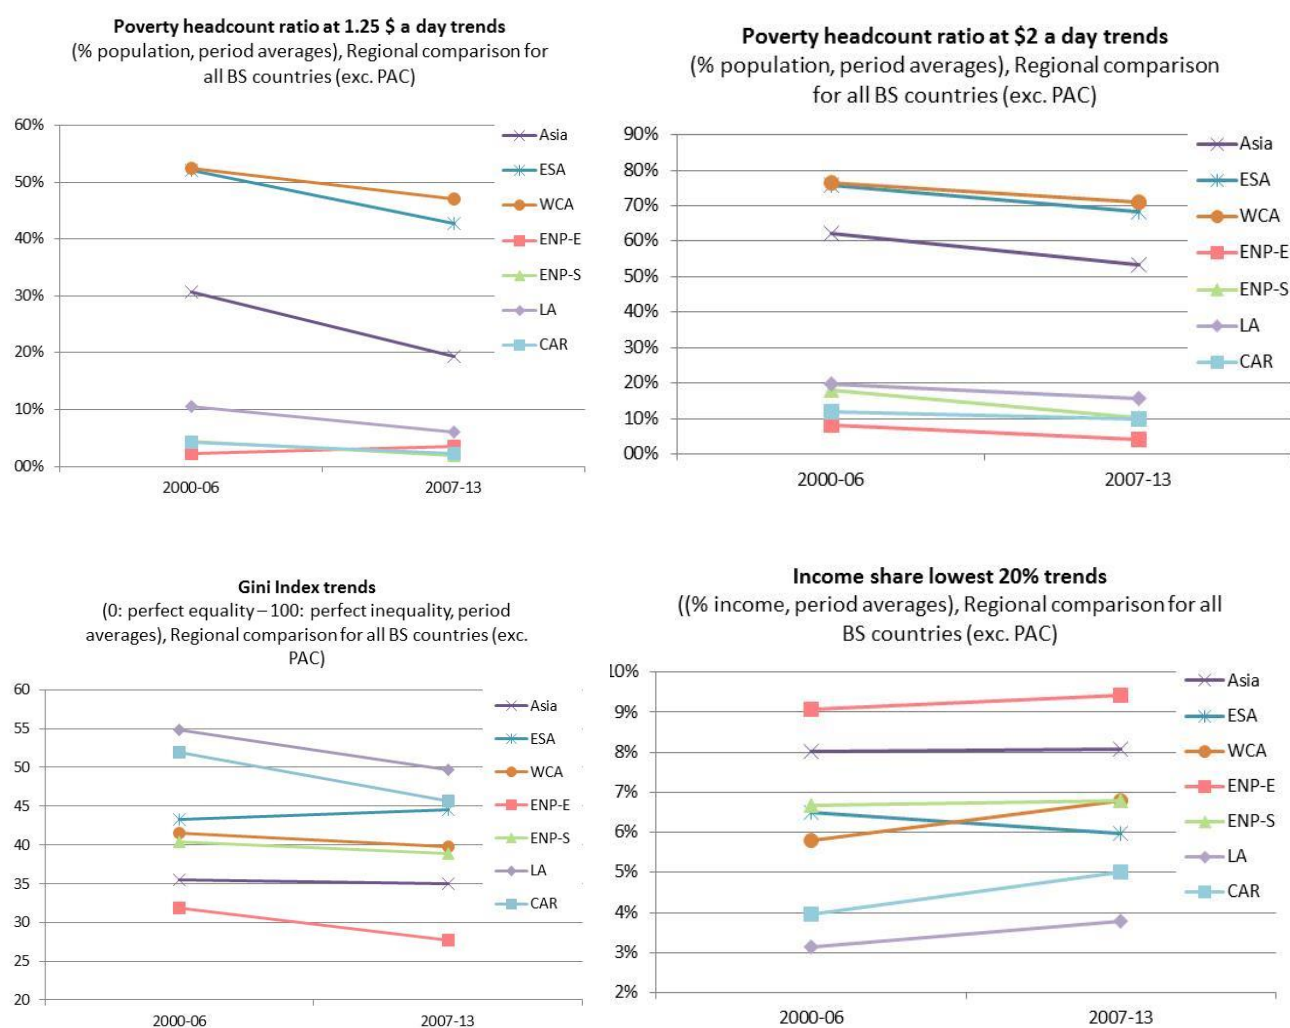 Poverty headcount ratio at 1.25 $ a day trends
(% population, period averages), Regional comparison for
all BS countries (exc. PAC)
60%
50%
40%
30%
20%
10%
00%
2000-06
2007-13
Asia
ESA
WCA
ENP-E
ENP-S
LA
CAR
Poverty headcount ratio at $2 a day trends
(% population, period averages), Regional comparison
for all BS countries (exc. PAC)
90%
80%
70%
60%
50%
40%
30%
20%
10%
00%
2000-06
2007-13
Asia
ESA
WCA
ENP-E
ENP-S
LA
CAR
Gini Index trends
(0: perfect equality – 100: perfect inequality, period
averages), Regional comparison for all BS countries (exc.
PAC)
60
55
50
45
40
35
30
25
20
2000-06
2007-13
Asia
ESA
WCA
ENP-E
ENP-S
LA
CAR
Income share lowest 20% trends
((% income, period averages), Regional comparison for all
BS countries (exc. PAC)
10%
9%
8%
7%
6%
5%
4%
3%
2%
2000-06
2007-13
Asia
ESA
WCA
ENP-E
ENP-S
LA
CAR